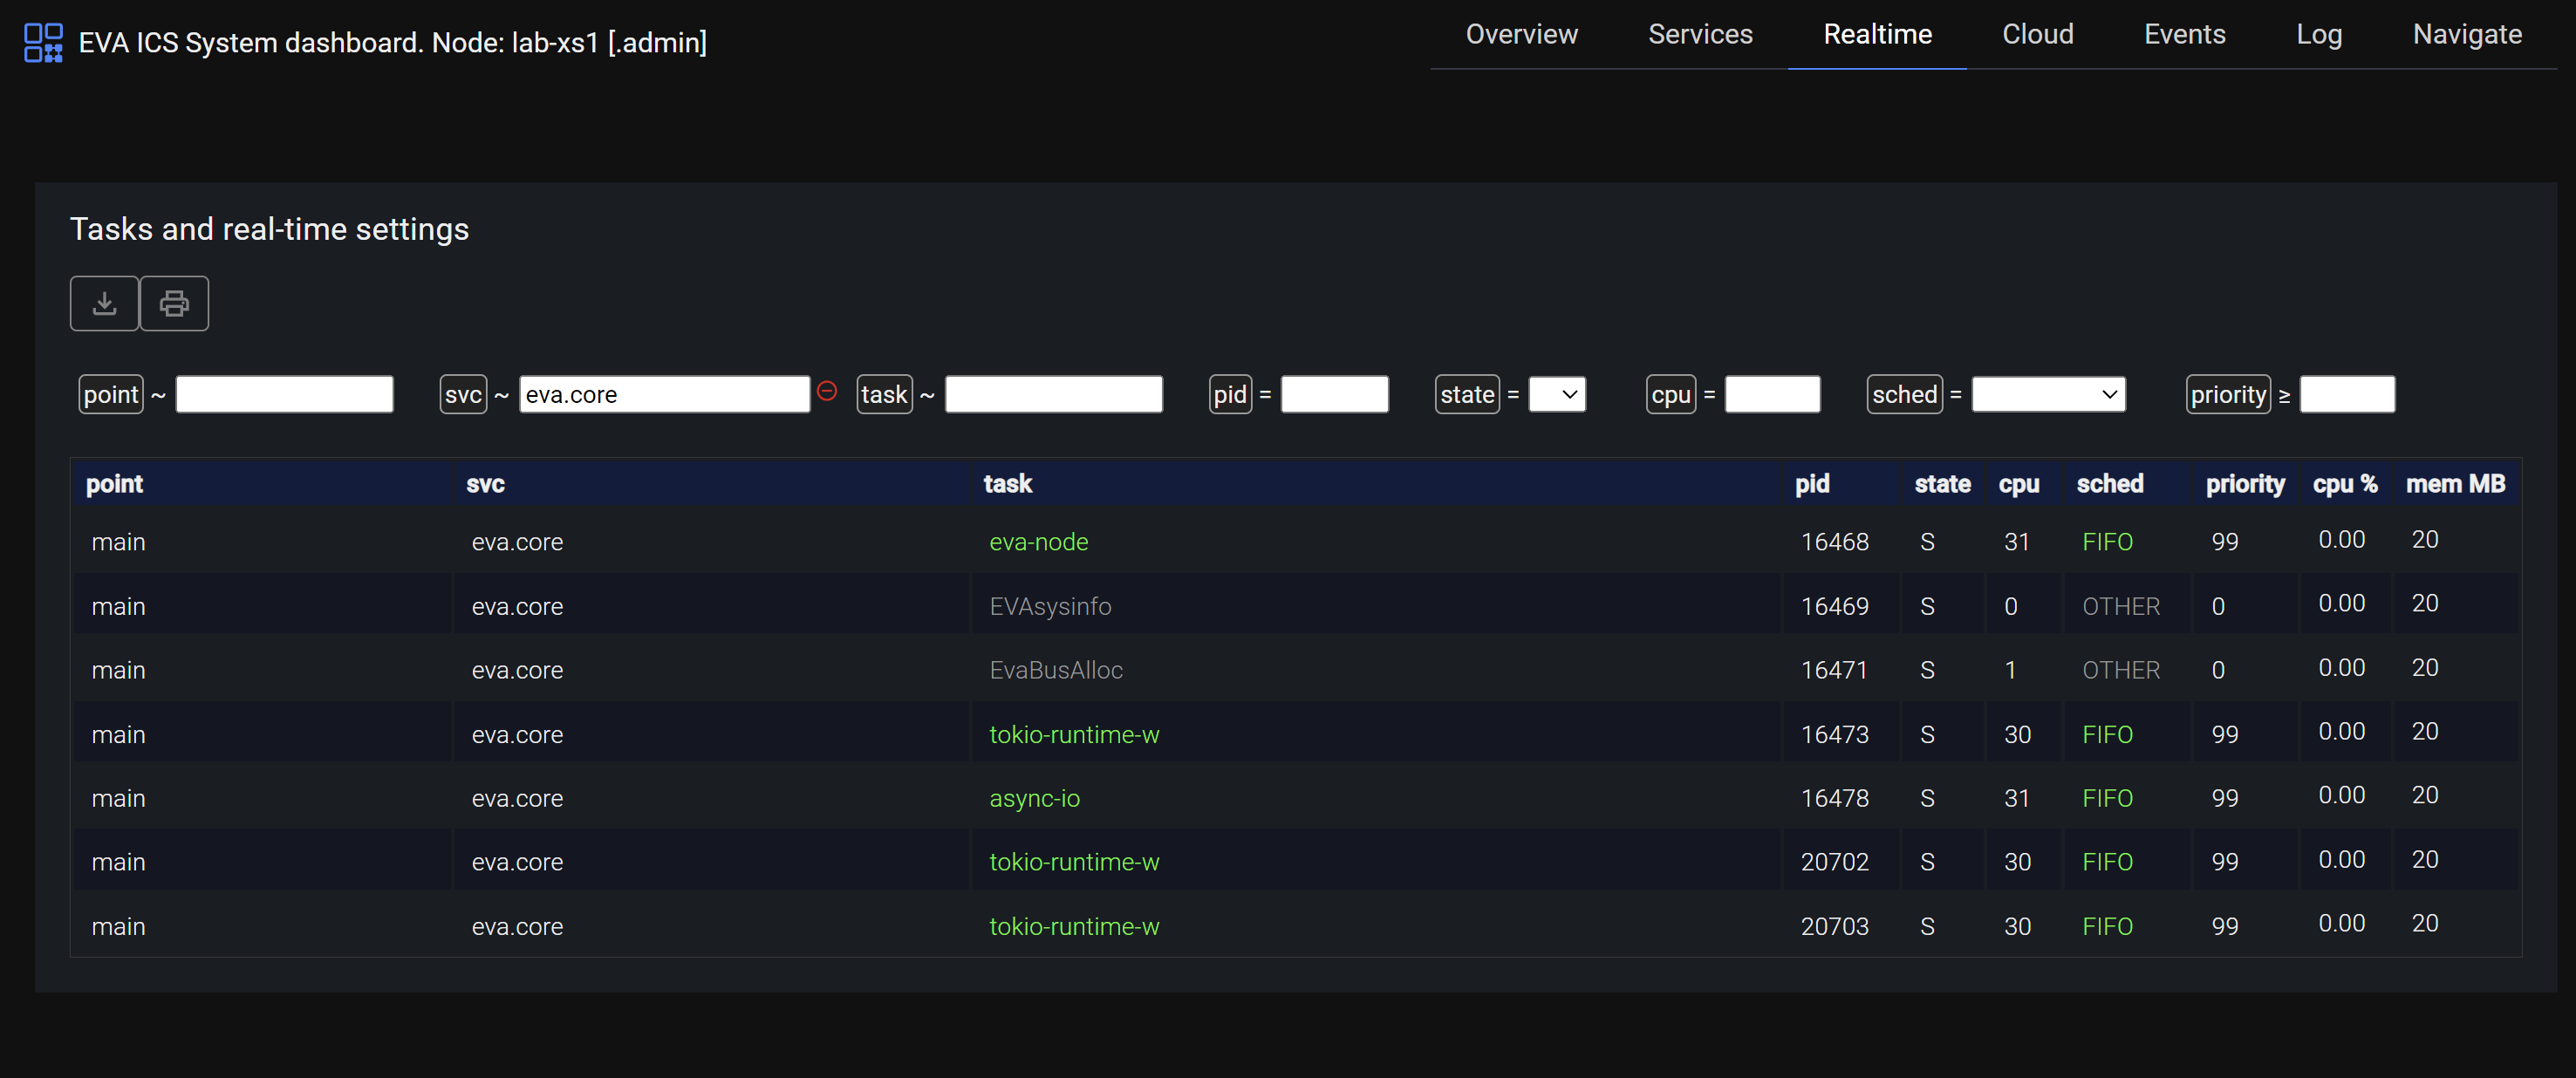 EVA ICS System dashboard. Node: lab-xs1 [.admin]
Overview Services Realtime Cloud Events Log Navigate
Tasks and real-time settings
point ~ svc ~ eva.core task ~ pid = state = cpu = sched = priority ≥
point svc task pid state cpu sched priority cpu % mem MB
main eva.core eva-node 16468 S 31 FIFO 99 0.00 20
main eva.core EVAsysinfo 16469 S 0 OTHER 0 0.00 20
main eva.core EvaBusAlloc 16471 S 1 OTHER 0 0.00 20
main eva.core tokio-runtime-w 16473 S 30 FIFO 99 0.00 20
main eva.core async-io 16478 S 31 FIFO 99 0.00 20
main eva.core tokio-runtime-w 20702 S 30 FIFO 99 0.00 20
main eva.core tokio-runtime-w 20703 S 30 FIFO 99 0.00 20